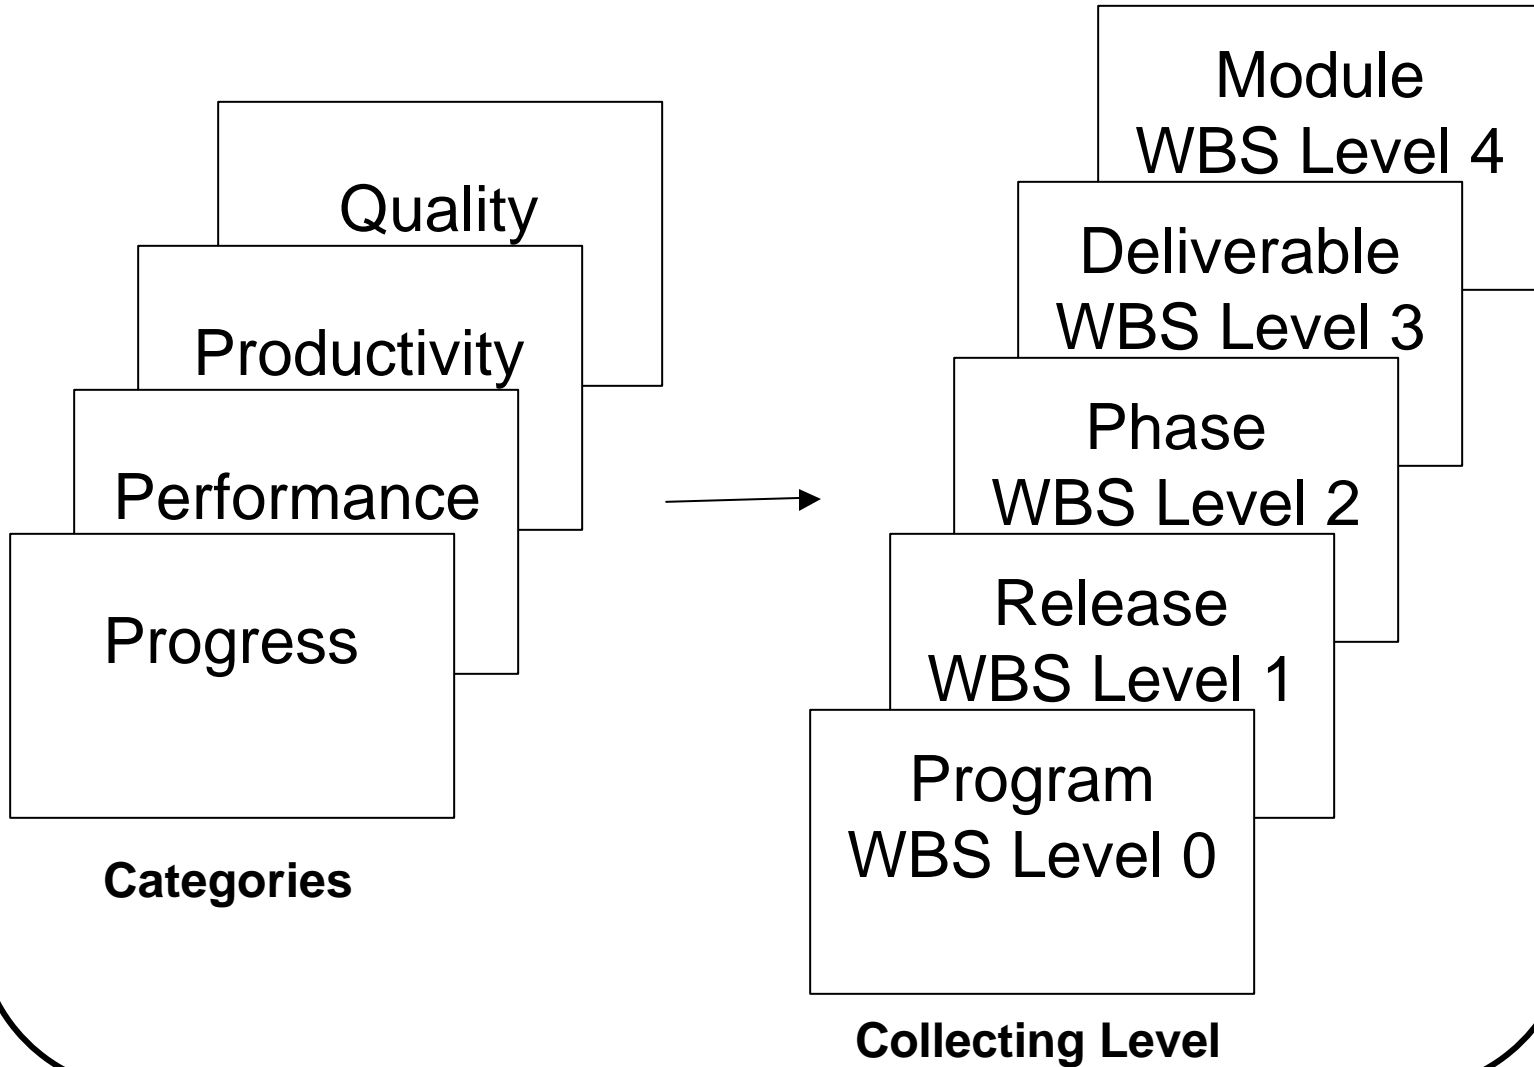 Quality
Productivity
Performance
Progress
Categories
Module
WBS Level 4
Deliverable
WBS Level 3
Phase
WBS Level 2
Release
WBS Level 1
Program
WBS Level 0
Collecting Level